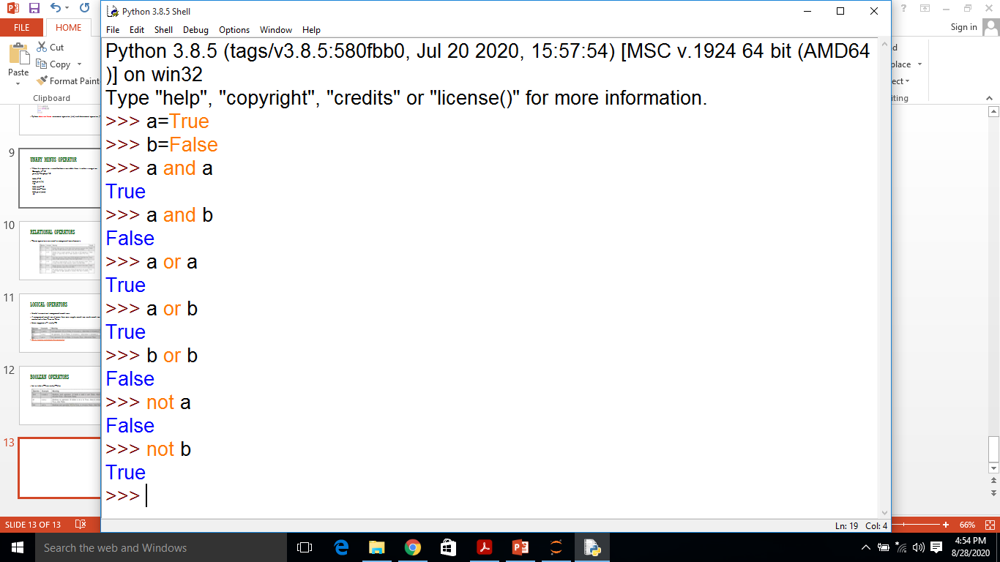 Python 3.8.5 Shell
File Edit Shell Debug Options Window Help
Python 3.8.5 (tags/v3.8.5:580fbb0, Jul 20 2020, 15:57:54) [MSC v.1924 64 bit (AMD64
)] on win32
Type "help", "copyright", "credits" or "license()" for more information.
>>> a=True
>>> b=False
>>> a and a
True
>>> a and b
False
>>> a or a
True
>>> a or b
True
>>> b or b
False
>>> not a
False
>>> not b
True
>>>
Ln: 19 Col: 4
FILE HOME
Cut
Copy
Format Paint
Paste
Clipboard
9
UNARY MINUS OPERATOR
10
RELATIONAL OPERATORS
11
LOGICAL OPERATORS
12
BOOLEAN OPERATORS
13
Sign in
place
ect
iting
SLIDE 13 OF 13
66%
Search the web and Windows
4:54 PM
8/28/2020